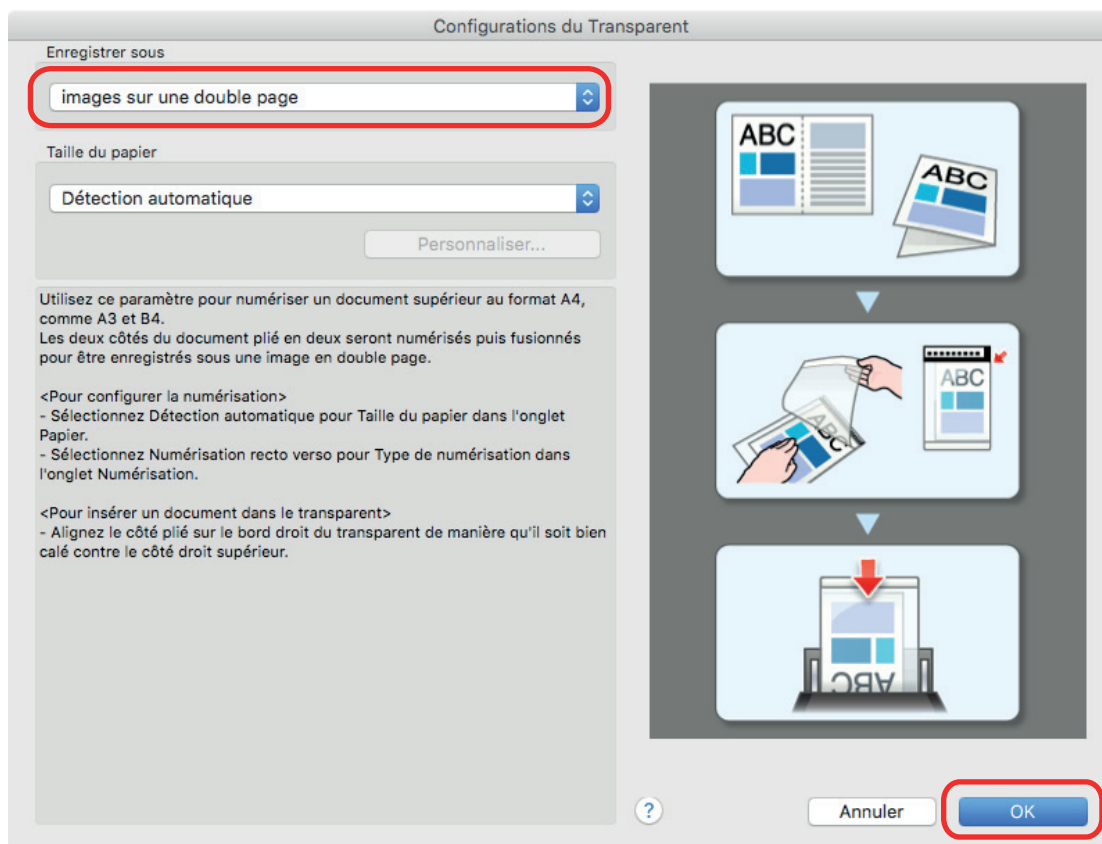 Configurations du Transparent
Enregistrer sous
images sur une double page
Taille du papier
Détection automatique
Personnaliser...
Utilisez ce paramètre pour numériser un document supérieur au format A4,
comme A3 et B4.
Les deux côtés du document plié en deux seront numérisés puis fusionnés
pour être enregistrés sous une image en double page.
<Pour configurer la numérisation>
- Sélectionnez Détection automatique pour Taille du papier dans l'onglet
Papier.
- Sélectionnez Numérisation recto verso pour Type de numérisation dans
l'onglet Numérisation.
<Pour insérer un document dans le transparent>
- Alignez le côté plié sur le bord droit du transparent de manière qu'il soit bien
calé contre le côté droit supérieur.
ABC
ABC
ABC
ABC
ABC
?
Annuler
OK